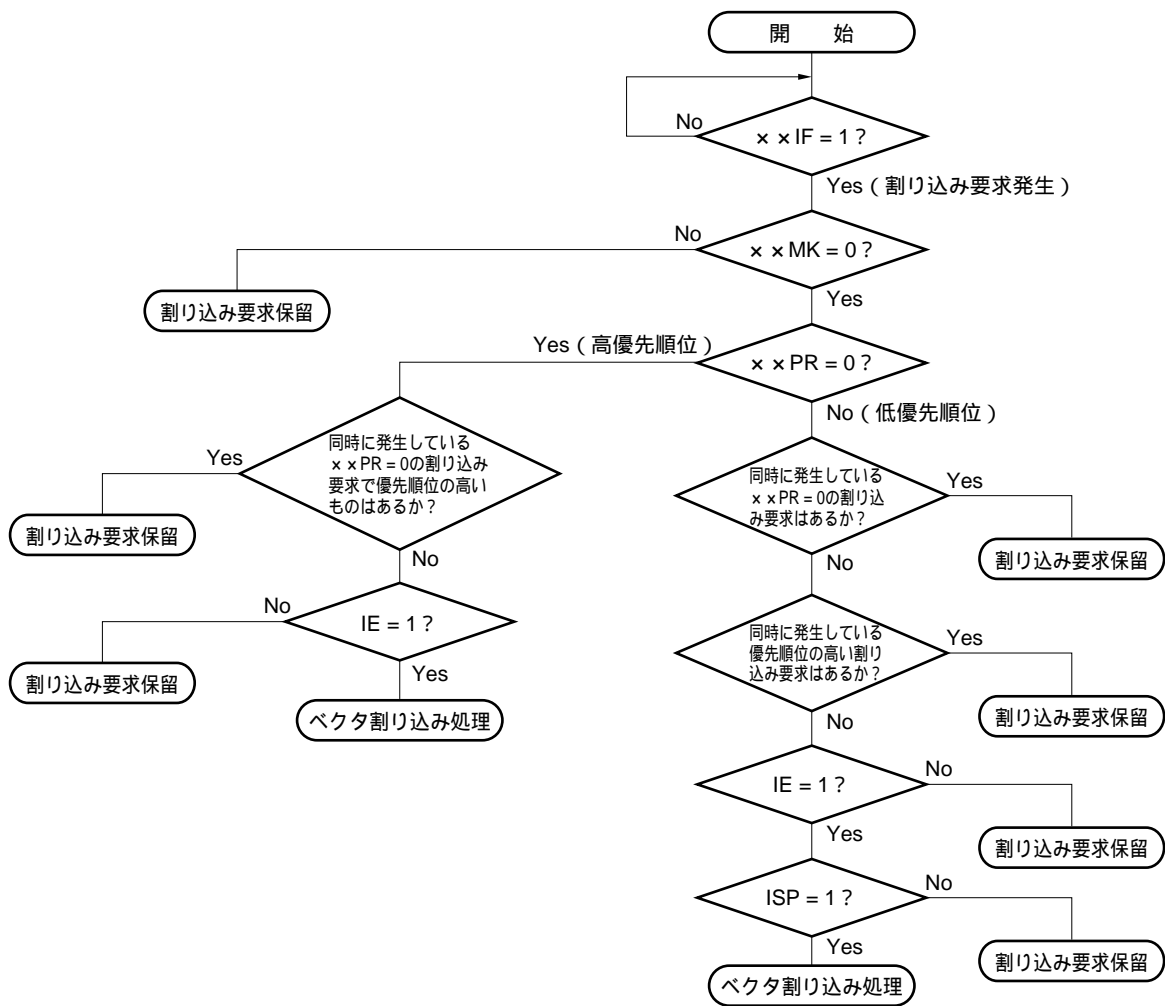 開　始
No
××IF = 1？
Yes（割り込み要求発生）
No
××MK = 0？
割り込み要求保留
Yes
Yes（高優先順位）
××PR = 0？
No（低優先順位）
Yes
同時に発生している
××PR = 0の割り込み
要求で優先順位の高い
ものはあるか？
割り込み要求保留
No
同時に発生している
××PR = 0の割り込
み要求はあるか？
Yes
割り込み要求保留
No
No
IE = 1？
割り込み要求保留
Yes
ベクタ割り込み処理
同時に発生している
優先順位の高い割り
込み要求はあるか？
Yes
割り込み要求保留
No
IE = 1？
No
割り込み要求保留
Yes
ISP = 1？
No
割り込み要求保留
Yes
ベクタ割り込み処理